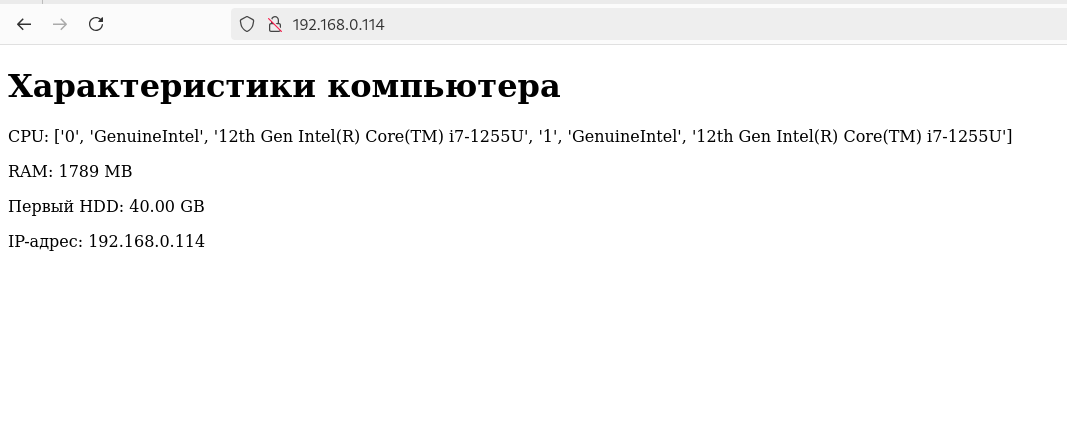 192.168.0.114
Характеристики компьютера
CPU: ['0', 'GenuineIntel', '12th Gen Intel(R) Core(TM) i7-1255U', '1', 'GenuineIntel', '12th Gen Intel(R) Core(TM) i7-1255U']
RAM: 1789 MB
Первый HDD: 40.00 GB
IP-адрес: 192.168.0.114